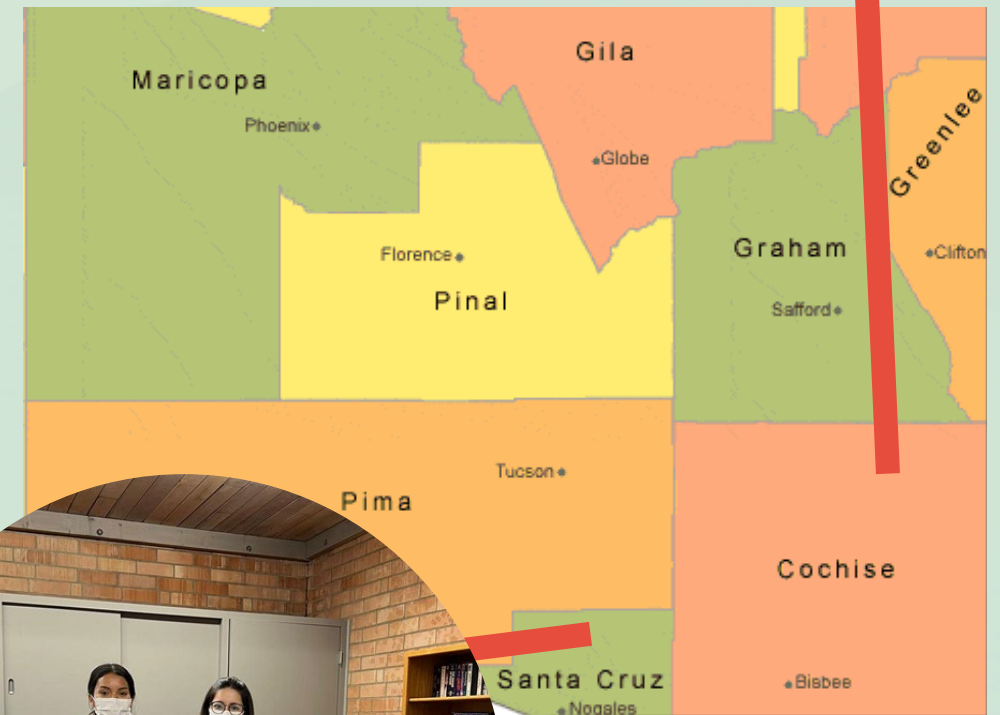 Gila
Maricopa
Phoenix
Greenlee
Globe
Graham
Florence
Clifton
Pinal
Safford
Tucson
Pima
Cochise
Santa Cruz
Bisbee
Nogales